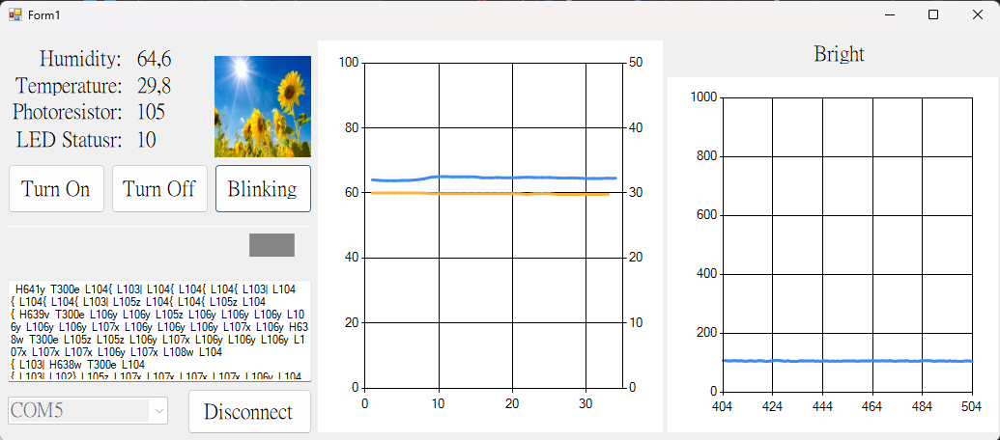 Form1
Humidity: 64,6
Temperature: 29,8
Photoresistor: 105
LED Statusr: 10
Turn On Turn Off Blinking
H641y T300e L104{ L103| L104{ L104{ L104{ L103| L104
{ L104{ L104{ L103| L105z L104{ L104{ L105z L104
{ H639v T300e L106y L106y L105z L106y L106y L106y L10
6y L106y L106y L107x L106y L106y L106y L107x L106y H63
8w T300e L105z L105z L106y L107x L106y L106y L106y L1
07x L107x L107x L106y L107x L108w L104
{ L103| H638w T300e L104
{ L103| L102} L105z L107x L107x L107x L107x L106y L104
COM5
Disconnect
100
80
60
40
20
0
50
40
30
20
10
0
0 10 20 30
Bright
1000
800
600
400
200
0
404 424 444 464 484 504